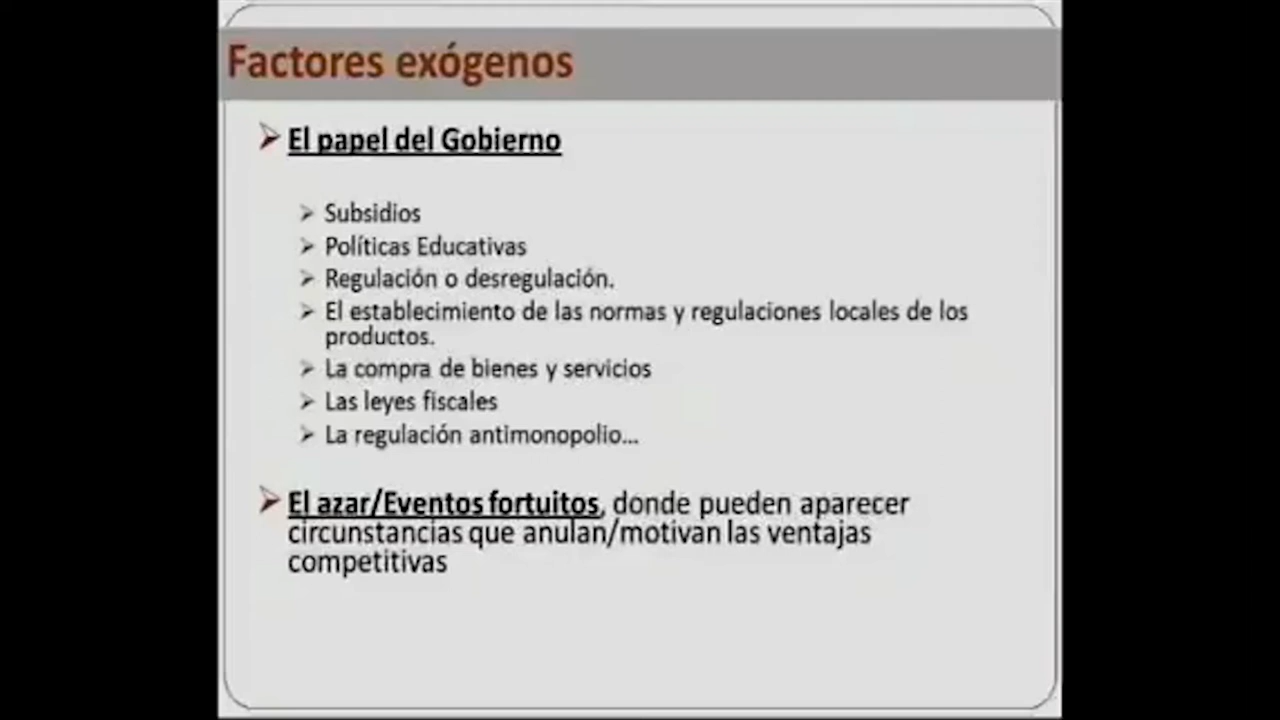 Factores exógenos
El papel del Gobierno
Subsidios
Políticas Educativas
Regulación o desregulación.
El establecimiento de las normas y regulaciones locales de los
productos.
La compra de bienes y servicios
Las leyes fiscales
La regulación antimonopolio...
El azar/Eventos fortuitos, donde pueden aparecer
circunstancias que anulan/motivan las ventajas
competitivas